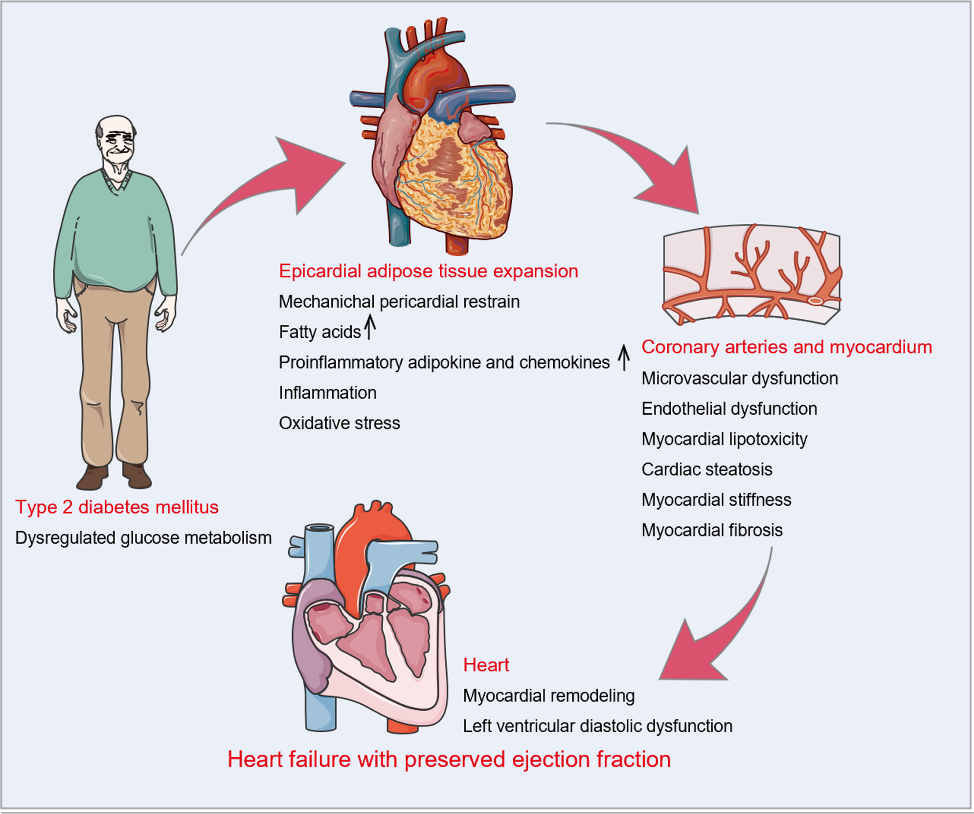 Type 2 diabetes mellitus
Dysregulated glucose metabolism
Epicardial adipose tissue expansion
Mechanichal pericardial restrain
Fatty acids↑
Proinflammatory adipokine and chemokines ↑
Inflammation
Oxidative stress
Coronary arteries and myocardium
Microvascular dysfunction
Endothelial dysfunction
Myocardial lipotoxicity
Cardiac steatosis
Myocardial stiffness
Myocardial fibrosis
Heart
Myocardial remodeling
Left ventricular diastolic dysfunction
Heart failure with preserved ejection fraction